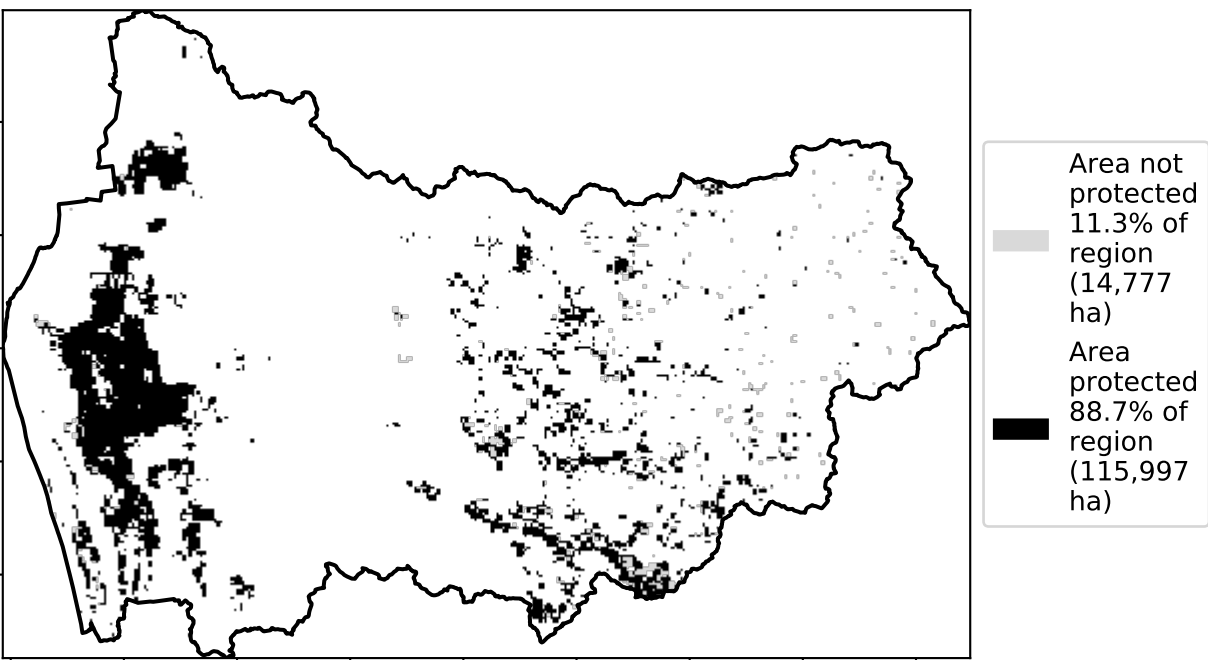 Area not
protected
11.3% of
region
(14,777
ha)
Area
protected
88.7% of
region
(115,997
ha)